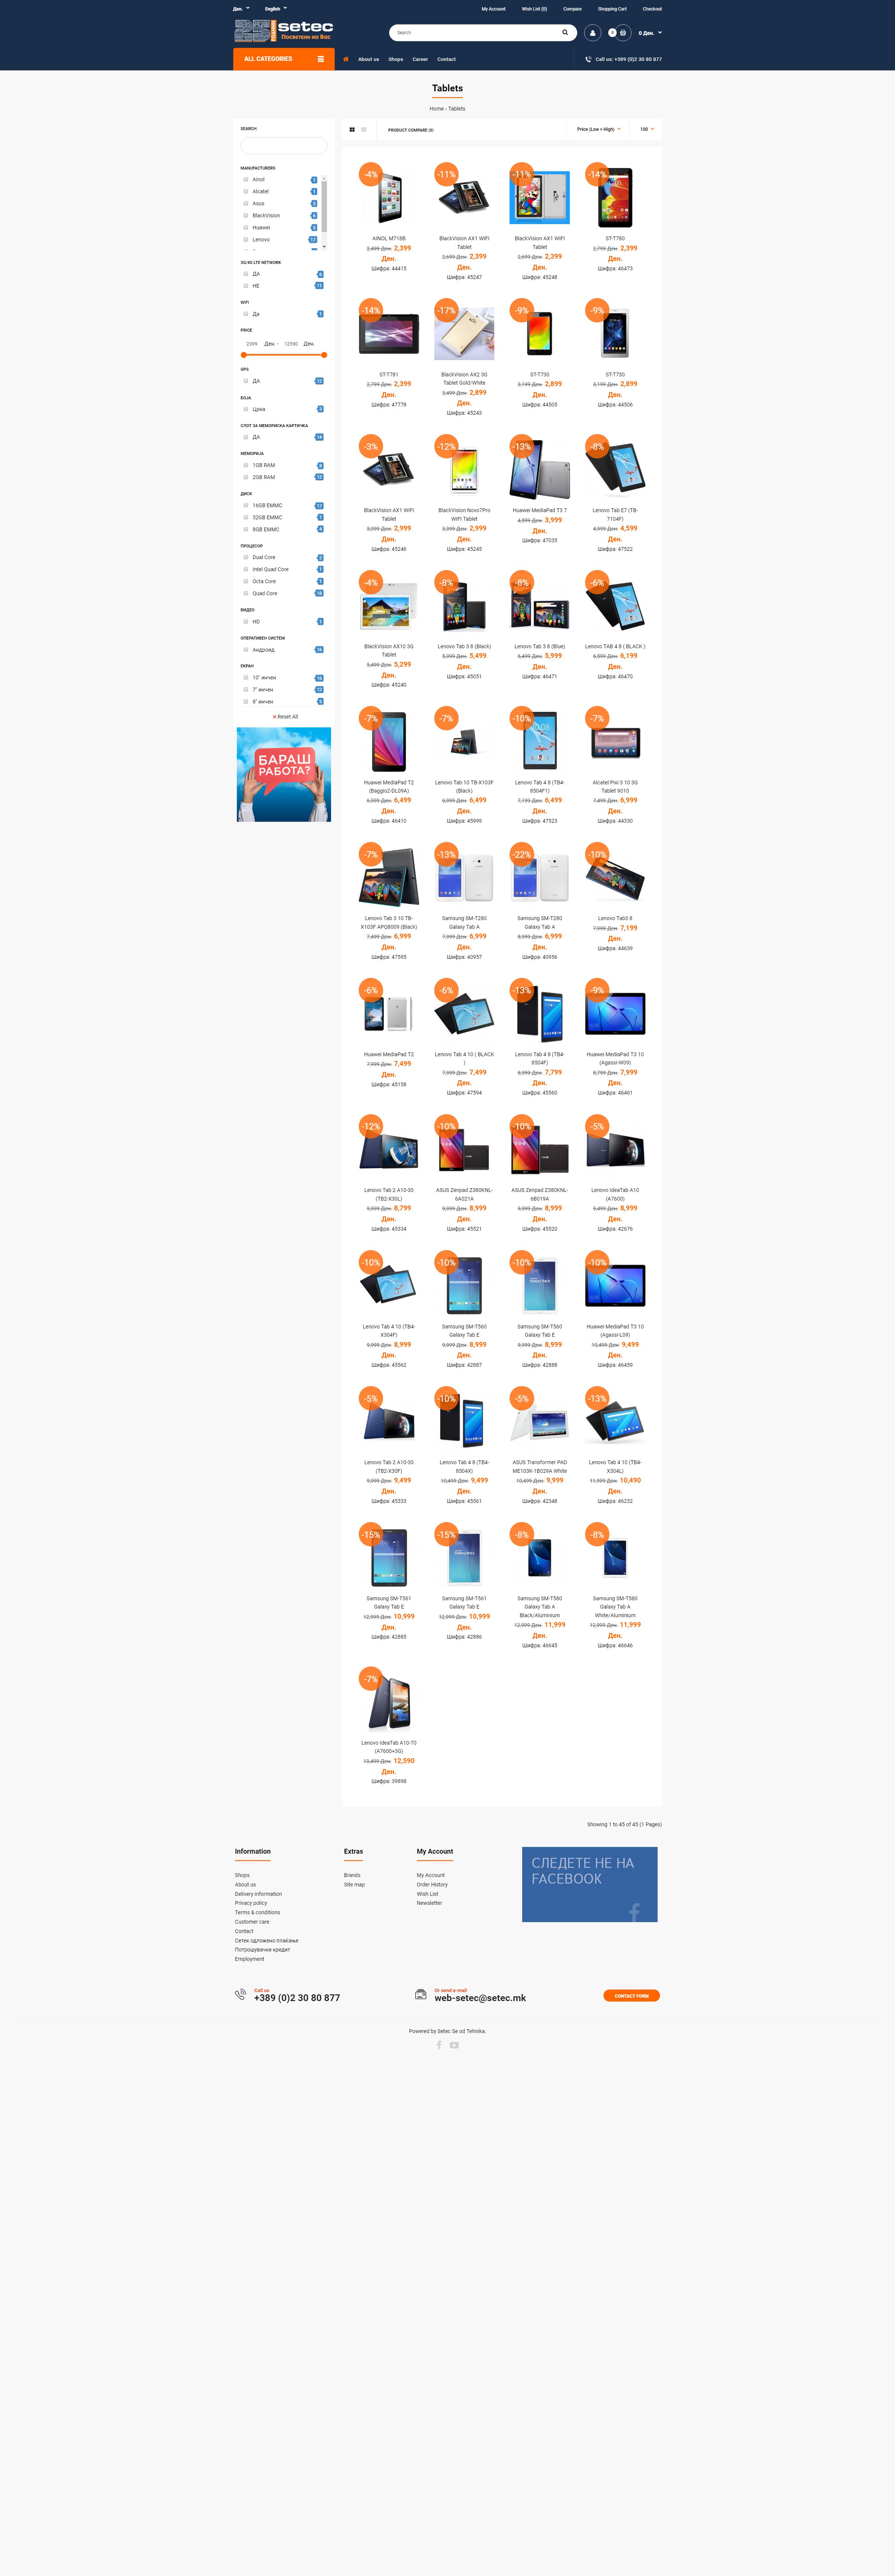 Ден.
English
My Account
Wish List (0)
Compare
Shopping Cart
Checkout
setec
Посветени на Вас
Search
0
0 Ден.
ALL CATEGORIES
About us
Shops
Career
Contact
Call us: +389 (0)2 30 80 877
Tablets
Home › Tablets
SEARCH
MANUFACTURERS
Ainol
Alcatel
Asus
BlackVision
Huawei
Lenovo 17
3G/4G LTE NETWORK
ДА
НЕ 11
WIFI
Да 1
PRICE
2399 Ден. - 12590 Ден.
GPS
ДА 12
БОЈА
Црна
СЛОТ ЗА МЕМОРИСКА КАРТИЧКА
ДА 14
МЕМОРИЈА
1GB RAM
2GB RAM 12
ДИСК
16GB EMMC 17
32GB EMMC 1
8GB EMMC 4
ПРОЦЕСОР
Dual Core
Intel Quad Core 1
Octa Core 1
Quad Core 18
ВИДЕО
HD 1
ОПЕРАТИВЕН СИСТЕМ
Андроид 16
ЕКРАН
10" инчен 16
7" инчен 12
8" инчен
Reset All
БАРАШ
РАБОТА?
PRODUCT COMPARE (0)
Price (Low > High)
100
-4%
AINOL M718B
2,499 Ден. 2,399
Ден.
Шифра: 44415
-11%
BlackVision AX1 WIFI
Tablet
2,699 Ден. 2,399
Ден.
Шифра: 45247
-11%
BlackVision AX1 WIFI
Tablet
2,699 Ден. 2,399
Ден.
Шифра: 45248
-14%
ST-T780
2,799 Ден. 2,399
Ден.
Шифра: 46473
-14%
ST-T781
2,799 Ден. 2,399
Ден.
Шифра: 47778
-17%
BlackVision AX2 3G
Tablet Gold/White
3,499 Ден. 2,899
Ден.
Шифра: 45243
-9%
ST-T730
3,199 Ден. 2,899
Ден.
Шифра: 44505
-9%
ST-T730
3,199 Ден. 2,899
Ден.
Шифра: 44506
-3%
BlackVision AX1 WIFI
Tablet
3,099 Ден. 2,999
Ден.
Шифра: 45246
-12%
BlackVision Novo7Pro
WIFI Tablet
3,399 Ден. 2,999
Ден.
Шифра: 45245
-13%
Huawei MediaPad T3 7
4,599 Ден. 3,999
Ден.
Шифра: 47035
-8%
Lenovo Tab E7 (TB-
7104F)
4,999 Ден. 4,599
Ден.
Шифра: 47522
-4%
BlackVision AX10 3G
Tablet
5,499 Ден. 5,299
Ден.
Шифра: 45240
-8%
Lenovo Tab 3 8 (Black)
5,999 Ден. 5,499
Ден.
Шифра: 45051
-8%
Lenovo Tab 3 8 (Blue)
6,499 Ден. 5,999
Ден.
Шифра: 46471
-6%
Lenovo TAB 4 8 ( BLACK )
6,599 Ден. 6,199
Ден.
Шифра: 46470
-7%
Huawei MediaPad T2
(Baggio2-DL09A)
6,999 Ден. 6,499
Ден.
Шифра: 46410
-7%
Lenovo Tab 10 TB-X103F
(Black)
6,999 Ден. 6,499
Ден.
Шифра: 45999
-10%
Lenovo Tab 4 8 (TB4-
8504F1)
7,199 Ден. 6,499
Ден.
Шифра: 47523
-7%
Alcatel Pixi 3 10 3G
Tablet 9010
7,499 Ден. 6,999
Ден.
Шифра: 44330
-7%
Lenovo Tab 3 10 TB-
X103F APQ8009 (Black)
7,499 Ден. 6,999
Ден.
Шифра: 47595
-13%
Samsung SM-T280
Galaxy Tab A
7,999 Ден. 6,999
Ден.
Шифра: 40957
-22%
Samsung SM-T280
Galaxy Tab A
8,999 Ден. 6,999
Ден.
Шифра: 40956
-10%
Lenovo Tab3 8
7,999 Ден. 7,199
Ден.
Шифра: 44639
-6%
Huawei MediaPad T2
7,999 Ден. 7,499
Ден.
Шифра: 45158
-6%
Lenovo Tab 4 10 ( BLACK
)
7,999 Ден. 7,499
Ден.
Шифра: 47594
-13%
Lenovo Tab 4 8 (TB4-
8504F)
8,999 Ден. 7,799
Ден.
Шифра: 45560
-9%
Huawei MediaPad T3 10
(Agassi-W09)
8,799 Ден. 7,999
Ден.
Шифра: 46461
-12%
Lenovo Tab 2 A10-30
(TB2-X30L)
9,999 Ден. 8,799
Ден.
Шифра: 45334
-10%
ASUS Zenpad Z380KNL-
6A021A
9,999 Ден. 8,999
Ден.
Шифра: 45521
-10%
ASUS Zenpad Z380KNL-
6B019A
9,999 Ден. 8,999
Ден.
Шифра: 45520
-5%
Lenovo IdeaTab A10
(A7600)
9,499 Ден. 8,999
Ден.
Шифра: 42676
-10%
Lenovo Tab 4 10 (TB4-
X304F)
9,999 Ден. 8,999
Ден.
Шифра: 45562
-10%
Samsung SM-T560
Galaxy Tab E
9,999 Ден. 8,999
Ден.
Шифра: 42887
-10%
Samsung SM-T560
Galaxy Tab E
9,999 Ден. 8,999
Ден.
Шифра: 42888
-10%
Huawei MediaPad T3 10
(Agassi-L09)
10,499 Ден. 9,499
Ден.
Шифра: 46459
-5%
Lenovo Tab 2 A10-30
(TB2-X30F)
9,999 Ден. 9,499
Ден.
Шифра: 45333
-10%
Lenovo Tab 4 8 (TB4-
8504X)
10,499 Ден. 9,499
Ден.
Шифра: 45561
-5%
ASUS Transformer PAD
ME103K-1B029A White
10,499 Ден. 9,999
Ден.
Шифра: 42348
-13%
Lenovo Tab 4 10 (TB4-
X304L)
11,999 Ден. 10,490
Ден.
Шифра: 46232
-15%
Samsung SM-T561
Galaxy Tab E
12,999 Ден. 10,999
Ден.
Шифра: 42885
-15%
Samsung SM-T561
Galaxy Tab E
12,999 Ден. 10,999
Ден.
Шифра: 42886
-8%
Samsung SM-T580
Galaxy Tab A
Black/Aluminium
12,999 Ден. 11,999
Ден.
Шифра: 46645
-8%
Samsung SM-T580
Galaxy Tab A
White/Aluminium
12,999 Ден. 11,999
Ден.
Шифра: 46646
-7%
Lenovo IdeaTab A10-70
(A7600+3G)
13,499 Ден. 12,590
Ден.
Шифра: 39898
Showing 1 to 45 of 45 (1 Pages)
Information
Shops
About us
Delivery information
Privacy policy
Terms & conditions
Customer care
Contact
Сетек одложено плаќање
Потрошувачки кредит
Employment
Extras
Brands
Site map
My Account
My Account
Order History
Wish List
Newsletter
СЛЕДЕТЕ НЕ НА
FACEBOOK
Call us
+389 (0)2 30 80 877
Or send e-mail
web-setec@setec.mk
CONTACT FORM
Powered by Setec Se od Tehnika.